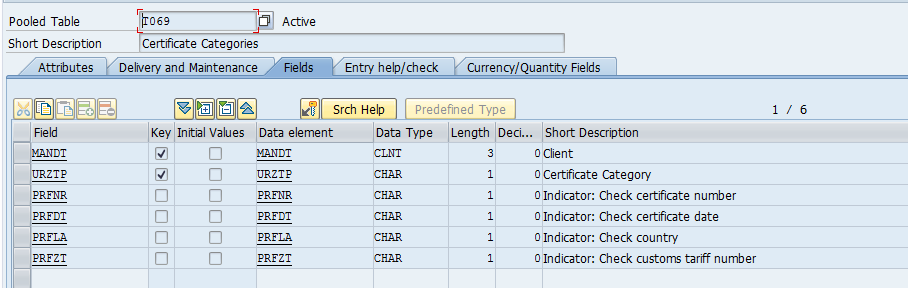 Pooled Table T069 Active
Short Description Certificate Categories
Attributes Delivery and Maintenance Fields Entry help/check Currency/Quantity Fields
Srch Help Predefined Type 1 / 6
Field Key Initial Values Data element Data Type Length Deci... Short Description
MANDT MANDT CLNT 3 0 Client
URZTP URZTP CHAR 1 0 Certificate Category
PRFNR PRFNR CHAR 1 0 Indicator: Check certificate number
PRFDT PRFDT CHAR 1 0 Indicator: Check certificate date
PRFLA PRFLA CHAR 1 0 Indicator: Check country
PRFZT PRFZT CHAR 1 0 Indicator: Check customs tariff number